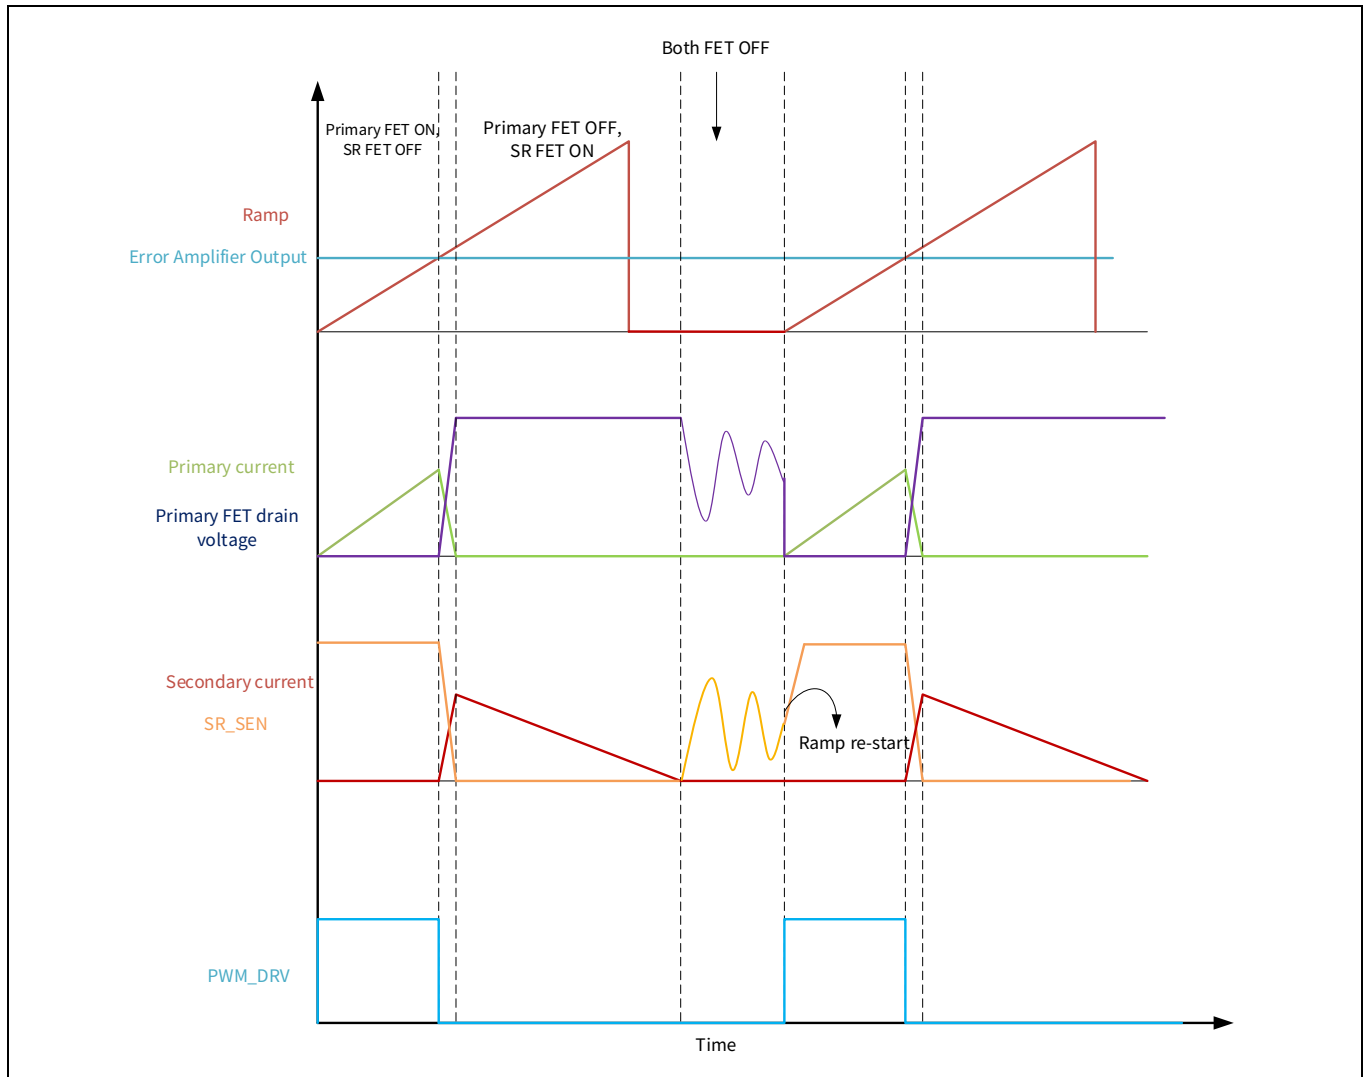 Both FET OFF
Primary FET ON,
SR FET OFF
Primary FET OFF,
SR FET ON
Ramp
Error Amplifier Output
Primary current
Primary FET drain
voltage
Secondary current
SR_SEN
Ramp re-start
PWM_DRV
Time